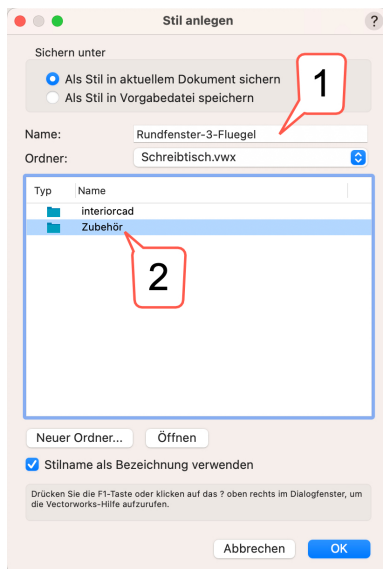 Stil anlegen
?
Sichern unter
Als Stil in aktuellem Dokument sichern
Als Stil in Vorgabedatei speichern
1
Name:
Rundfenster-3-Fluegel
Ordner:
Schreibtisch.vwx
Typ Name
interiorcad
Zubehör
2
Neuer Ordner... Öffnen
Stilname als Bezeichnung verwenden
Drücken Sie die F1-Taste oder klicken auf das ? oben rechts im Dialogfenster, um
die Vectorworks-Hilfe aufzurufen.
Abbrechen OK